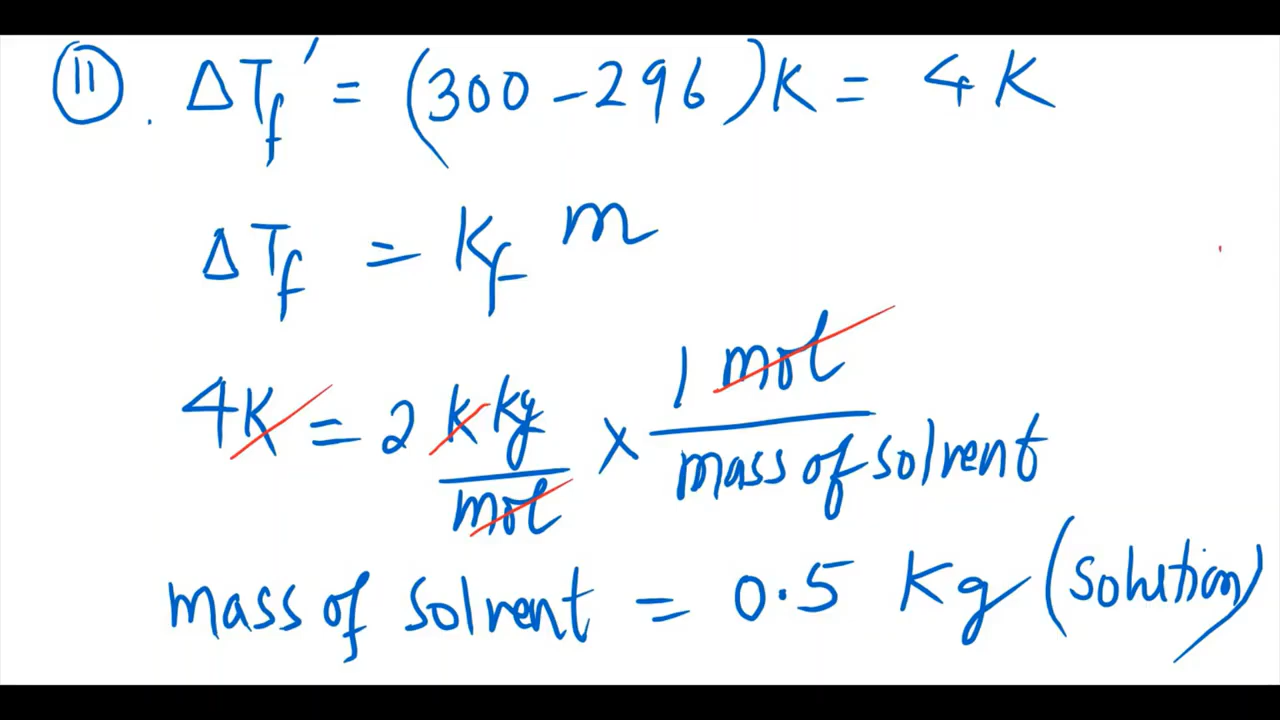 (11). ΔTf' = (300 - 296)K = 4 K
ΔTf = Kf m
4K = 2 K kg/mol × 1 mol/mass of solvent
mass of solvent = 0.5 Kg (solution)